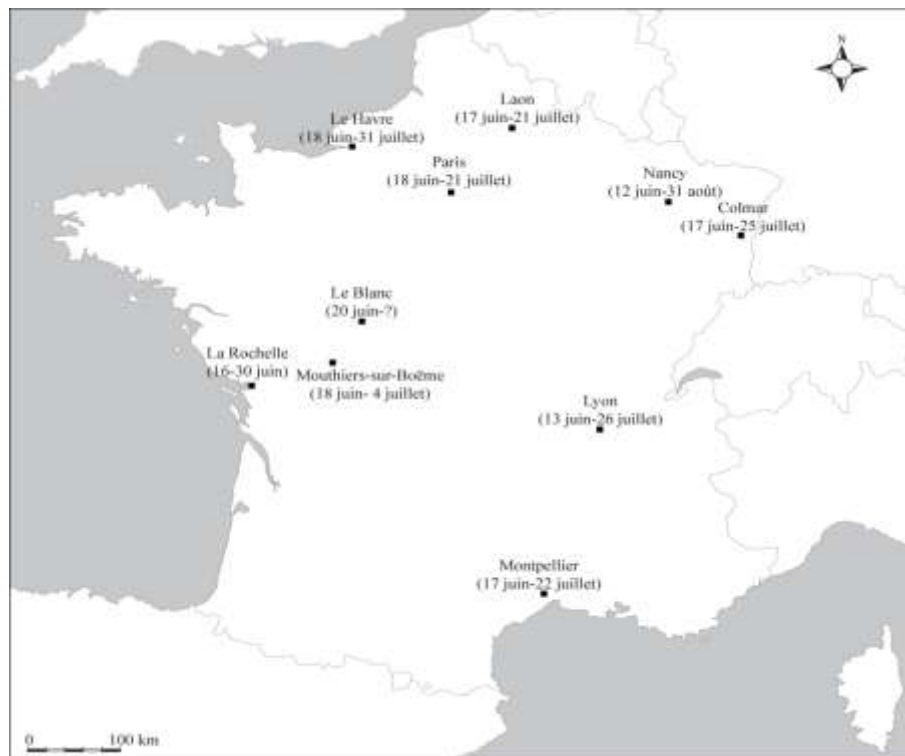 N
Laon
(17 juin-21 juillet)
Le Havre
(18 juin-31 juillet)
Paris
(18 juin-21 juillet)
Nancy
(12 juin-31 août)
Colmar
(17 juin-25 juillet)
Le Blanc
(20 juin-?)
La Rochelle
(16-30 juin)
Mouthiers-sur-Boëme
(18 juin- 4 juillet)
Lyon
(13 juin-26 juillet)
Montpellier
(17 juin-22 juillet)
0 100 km